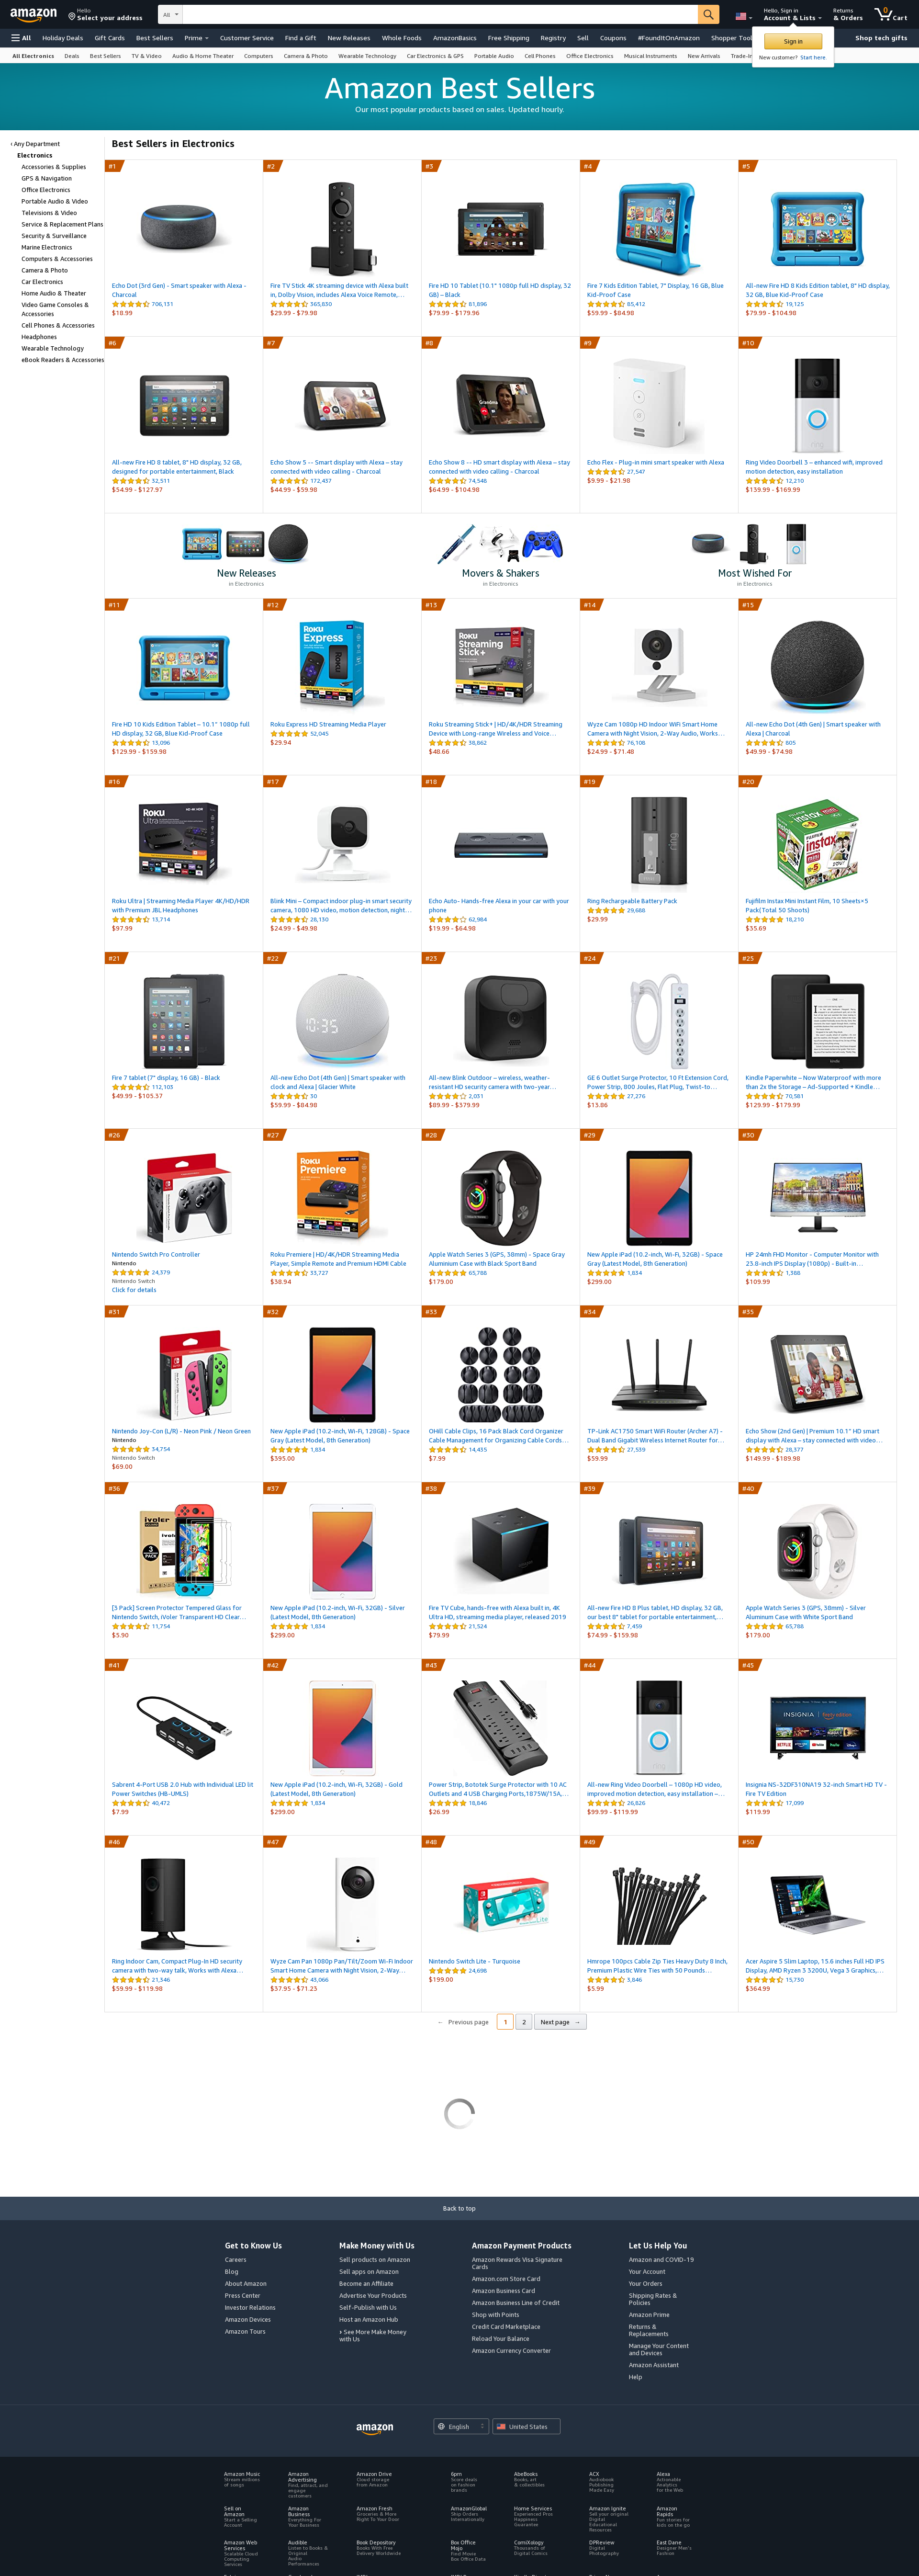 amazon
Hello
Select your address
All
Hello, Sign in
Account & Lists
Returns
& Orders
0
Cart
All
Holiday Deals
Gift Cards
Best Sellers
Prime
Customer Service
Find a Gift
New Releases
Whole Foods
AmazonBasics
Free Shipping
Registry
Sell
Coupons
#FoundItOnAmazon
Shopper Tool
Shop tech gifts
Sign in
New customer? Start here.
All Electronics
Deals
Best Sellers
TV & Video
Audio & Home Theater
Computers
Camera & Photo
Wearable Technology
Car Electronics & GPS
Portable Audio
Cell Phones
Office Electronics
Musical Instruments
New Arrivals
Trade-In
Amazon Best Sellers
Our most popular products based on sales. Updated hourly.
‹ Any Department
Electronics
Accessories & Supplies
GPS & Navigation
Office Electronics
Portable Audio & Video
Televisions & Video
Service & Replacement Plans
Security & Surveillance
Marine Electronics
Computers & Accessories
Camera & Photo
Car Electronics
Home Audio & Theater
Video Game Consoles &
Accessories
Cell Phones & Accessories
Headphones
Wearable Technology
eBook Readers & Accessories
Best Sellers in Electronics
#1
Echo Dot (3rd Gen) - Smart speaker with Alexa -
Charcoal
706,131
$18.99
#2
Fire TV Stick 4K streaming device with Alexa built
in, Dolby Vision, includes Alexa Voice Remote,…
365,830
$29.99 - $79.98
#3
Fire HD 10 Tablet (10.1" 1080p full HD display, 32
GB) – Black
81,896
$79.99 - $179.96
#4
Fire 7 Kids Edition Tablet, 7" Display, 16 GB, Blue
Kid-Proof Case
85,412
$59.99 - $84.98
#5
All-new Fire HD 8 Kids Edition tablet, 8" HD display,
32 GB, Blue Kid-Proof Case
19,125
$79.99 - $104.98
#6
All-new Fire HD 8 tablet, 8" HD display, 32 GB,
designed for portable entertainment, Black
32,511
$54.99 - $127.97
#7
Echo Show 5 -- Smart display with Alexa – stay
connected with video calling - Charcoal
172,437
$44.99 - $59.98
#8
Grandma
Echo Show 8 -- HD smart display with Alexa – stay
connected with video calling - Charcoal
74,548
$64.99 - $104.98
#9
Echo Flex - Plug-in mini smart speaker with Alexa
27,547
$9.99 - $21.98
#10
ring
Ring Video Doorbell 3 – enhanced wifi, improved
motion detection, easy installation
12,210
$139.99 - $169.99
New Releases
in Electronics
Movers & Shakers
in Electronics
Most Wished For
in Electronics
#11
Fire HD 10 Kids Edition Tablet – 10.1" 1080p full
HD display, 32 GB, Blue Kid-Proof Case
13,096
$129.99 - $159.98
#12
Roku
Express
Roku Express HD Streaming Media Player
52,045
$29.94
#13
Roku
Streaming
Stick+
Roku Streaming Stick+ | HD/4K/HDR Streaming
Device with Long-range Wireless and Voice…
38,862
$48.66
#14
Wyze Cam 1080p HD Indoor WiFi Smart Home
Camera with Night Vision, 2-Way Audio, Works…
76,108
$24.99 - $71.48
#15
All-new Echo Dot (4th Gen) | Smart speaker with
Alexa | Charcoal
805
$49.99 - $74.98
#16
Roku
Ultra
Roku Ultra | Streaming Media Player 4K/HD/HDR
with Premium JBL Headphones
13,714
$97.99
#17
Blink Mini – Compact indoor plug-in smart security
camera, 1080 HD video, motion detection, night…
28,130
$24.99 - $49.98
#18
Echo Auto- Hands-free Alexa in your car with your
phone
62,984
$19.99 - $64.98
#19
ring
Ring Rechargeable Battery Pack
29,668
$29.99
#20
instax
mini
Fujifilm Instax Mini Instant Film, 10 Sheets×5
Pack(Total 50 Shoots)
18,210
$35.69
#21
Fire 7 tablet (7" display, 16 GB) - Black
112,103
$49.99 - $105.37
#22
10:35
All-new Echo Dot (4th Gen) | Smart speaker with
clock and Alexa | Glacier White
30
$59.99 - $84.98
#23
All-new Blink Outdoor – wireless, weather-
resistant HD security camera with two-year…
2,031
$89.99 - $379.99
#24
GE 6 Outlet Surge Protector, 10 Ft Extension Cord,
Power Strip, 800 Joules, Flat Plug, Twist-to…
27,276
$13.86
#25
Kindle Paperwhite – Now Waterproof with more
than 2x the Storage – Ad-Supported + Kindle…
70,581
$129.99 - $179.99
#26
Nintendo Switch Pro Controller
Nintendo
24,379
Nintendo Switch
Click for details
#27
Roku
Premiere
Roku Premiere | HD/4K/HDR Streaming Media
Player, Simple Remote and Premium HDMI Cable
33,727
$38.94
#28
Apple Watch Series 3 (GPS, 38mm) - Space Gray
Aluminium Case with Black Sport Band
65,788
$179.00
#29
New Apple iPad (10.2-inch, Wi-Fi, 32GB) - Space
Gray (Latest Model, 8th Generation)
1,834
$299.00
#30
HP 24mh FHD Monitor - Computer Monitor with
23.8-inch IPS Display (1080p) - Built-in…
1,388
$109.99
#31
Nintendo Joy-Con (L/R) - Neon Pink / Neon Green
Nintendo
34,754
Nintendo Switch
$69.00
#32
New Apple iPad (10.2-inch, Wi-Fi, 128GB) - Space
Gray (Latest Model, 8th Generation)
1,834
$395.00
#33
OHill Cable Clips, 16 Pack Black Cord Organizer
Cable Management for Organizing Cable Cords…
14,435
$7.99
#34
TP-Link AC1750 Smart WiFi Router (Archer A7) -
Dual Band Gigabit Wireless Internet Router for…
27,539
$59.99
#35
Echo Show (2nd Gen) | Premium 10.1" HD smart
display with Alexa – stay connected with video…
28,377
$149.99 - $189.98
#36
ivoler
3
PACK
[3 Pack] Screen Protector Tempered Glass for
Nintendo Switch, iVoler Transparent HD Clear…
11,754
$5.90
#37
New Apple iPad (10.2-inch, Wi-Fi, 32GB) - Silver
(Latest Model, 8th Generation)
1,834
$299.00
#38
Fire TV Cube, hands-free with Alexa built in, 4K
Ultra HD, streaming media player, released 2019
21,524
$79.99
#39
All-new Fire HD 8 Plus tablet, HD display, 32 GB,
our best 8" tablet for portable entertainment,…
7,459
$74.99 - $159.98
#40
Apple Watch Series 3 (GPS, 38mm) - Silver
Aluminum Case with White Sport Band
65,788
$179.00
#41
Sabrent 4-Port USB 2.0 Hub with Individual LED lit
Power Switches (HB-UMLS)
40,472
$7.99
#42
New Apple iPad (10.2-inch, Wi-Fi, 32GB) - Gold
(Latest Model, 8th Generation)
1,834
$299.00
#43
Power Strip, Bototek Surge Protector with 10 AC
Outlets and 4 USB Charging Ports,1875W/15A,…
18,846
$26.99
#44
ring
All-new Ring Video Doorbell – 1080p HD video,
improved motion detection, easy installation –…
26,826
$99.99 - $119.99
#45
INSIGNIA
Insignia NS-32DF310NA19 32-inch Smart HD TV -
Fire TV Edition
17,099
$119.99
#46
Ring Indoor Cam, Compact Plug-In HD security
camera with two-way talk, Works with Alexa…
21,346
$59.99 - $119.98
#47
Wyze Cam Pan 1080p Pan/Tilt/Zoom Wi-Fi Indoor
Smart Home Camera with Night Vision, 2-Way…
43,066
$37.95 - $71.23
#48
Nintendo Switch Lite - Turquoise
24,698
$199.00
#49
Hmrope 100pcs Cable Zip Ties Heavy Duty 8 Inch,
Premium Plastic Wire Ties with 50 Pounds…
3,846
$5.99
#50
Acer Aspire 5 Slim Laptop, 15.6 inches Full HD IPS
Display, AMD Ryzen 3 3200U, Vega 3 Graphics,…
15,730
$364.99
← Previous page
1
2
Next page →
Back to top
Get to Know Us
Careers
Blog
About Amazon
Press Center
Investor Relations
Amazon Devices
Amazon Tours
Make Money with Us
Sell products on Amazon
Sell apps on Amazon
Become an Affiliate
Advertise Your Products
Self-Publish with Us
Host an Amazon Hub
› See More Make Money
with Us
Amazon Payment Products
Amazon Rewards Visa Signature
Cards
Amazon.com Store Card
Amazon Business Card
Amazon Business Line of Credit
Shop with Points
Credit Card Marketplace
Reload Your Balance
Amazon Currency Converter
Let Us Help You
Amazon and COVID-19
Your Account
Your Orders
Shipping Rates &
Policies
Amazon Prime
Returns &
Replacements
Manage Your Content
and Devices
Amazon Assistant
Help
amazon
English
United States
Amazon Music
Stream millions
of songs
Amazon
Advertising
Find, attract, and
engage
customers
Amazon Drive
Cloud storage
from Amazon
6pm
Score deals
on fashion
brands
AbeBooks
Books, art
& collectibles
ACX
Audiobook
Publishing
Made Easy
Alexa
Actionable
Analytics
for the Web
Sell on
Amazon
Start a Selling
Account
Amazon
Business
Everything For
Your Business
Amazon Fresh
Groceries & More
Right To Your Door
AmazonGlobal
Ship Orders
Internationally
Home Services
Experienced Pros
Happiness
Guarantee
Amazon Ignite
Sell your original
Digital
Educational
Resources
Amazon
Rapids
Fun stories for
kids on the go
Amazon Web
Services
Scalable Cloud
Computing
Services
Audible
Listen to Books &
Original
Audio
Performances
Book Depository
Books With Free
Delivery Worldwide
Box Office
Mojo
Find Movie
Box Office Data
ComiXology
Thousands of
Digital Comics
DPReview
Digital
Photography
East Dane
Designer Men's
Fashion